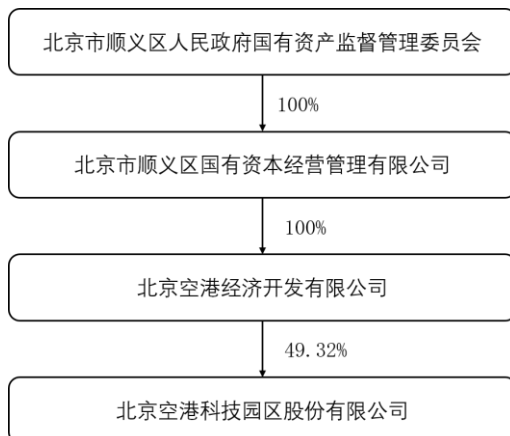 北京市顺义区人民政府国有资产监督管理委员会
100%
北京市顺义区国有资本经营管理有限公司
100%
北京空港经济开发有限公司
49.32%
北京空港科技园区股份有限公司